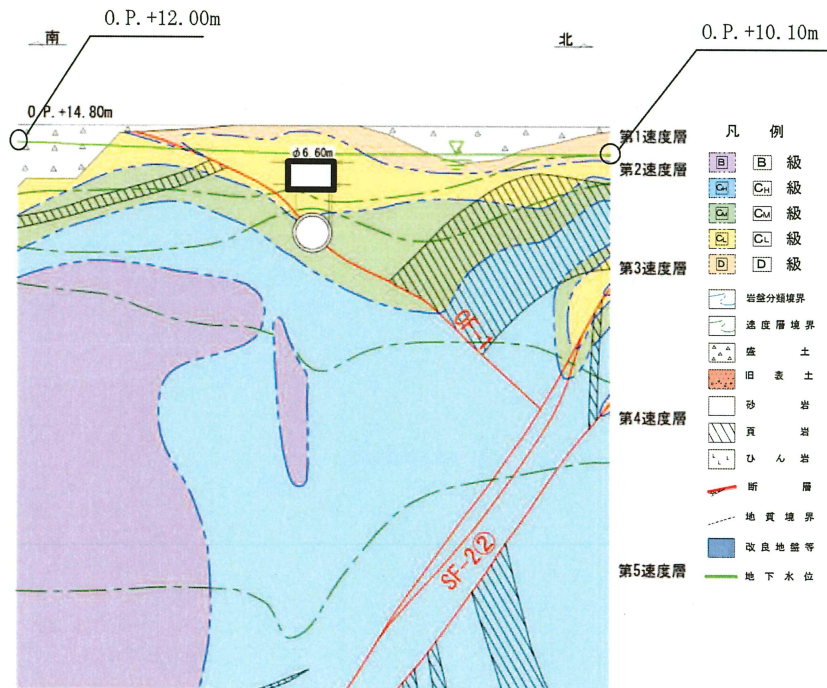 O.P.+12.00m
南
北
O.P.+10.10m
O.P.+14.80m
φ6.60m
第1速度層
第2速度層
第3速度層
第4速度層
第5速度層
SF-2②
凡 例
B B 級
CH CH 級
CM CM 級
CL CL 級
D D 級
岩盤分類境界
速度層境界
盛 土
旧 表 土
砂 岩
頁 岩
ひ ん 岩
断 層
地 質 境 界
改 良 地 盤 等
地 下 水 位